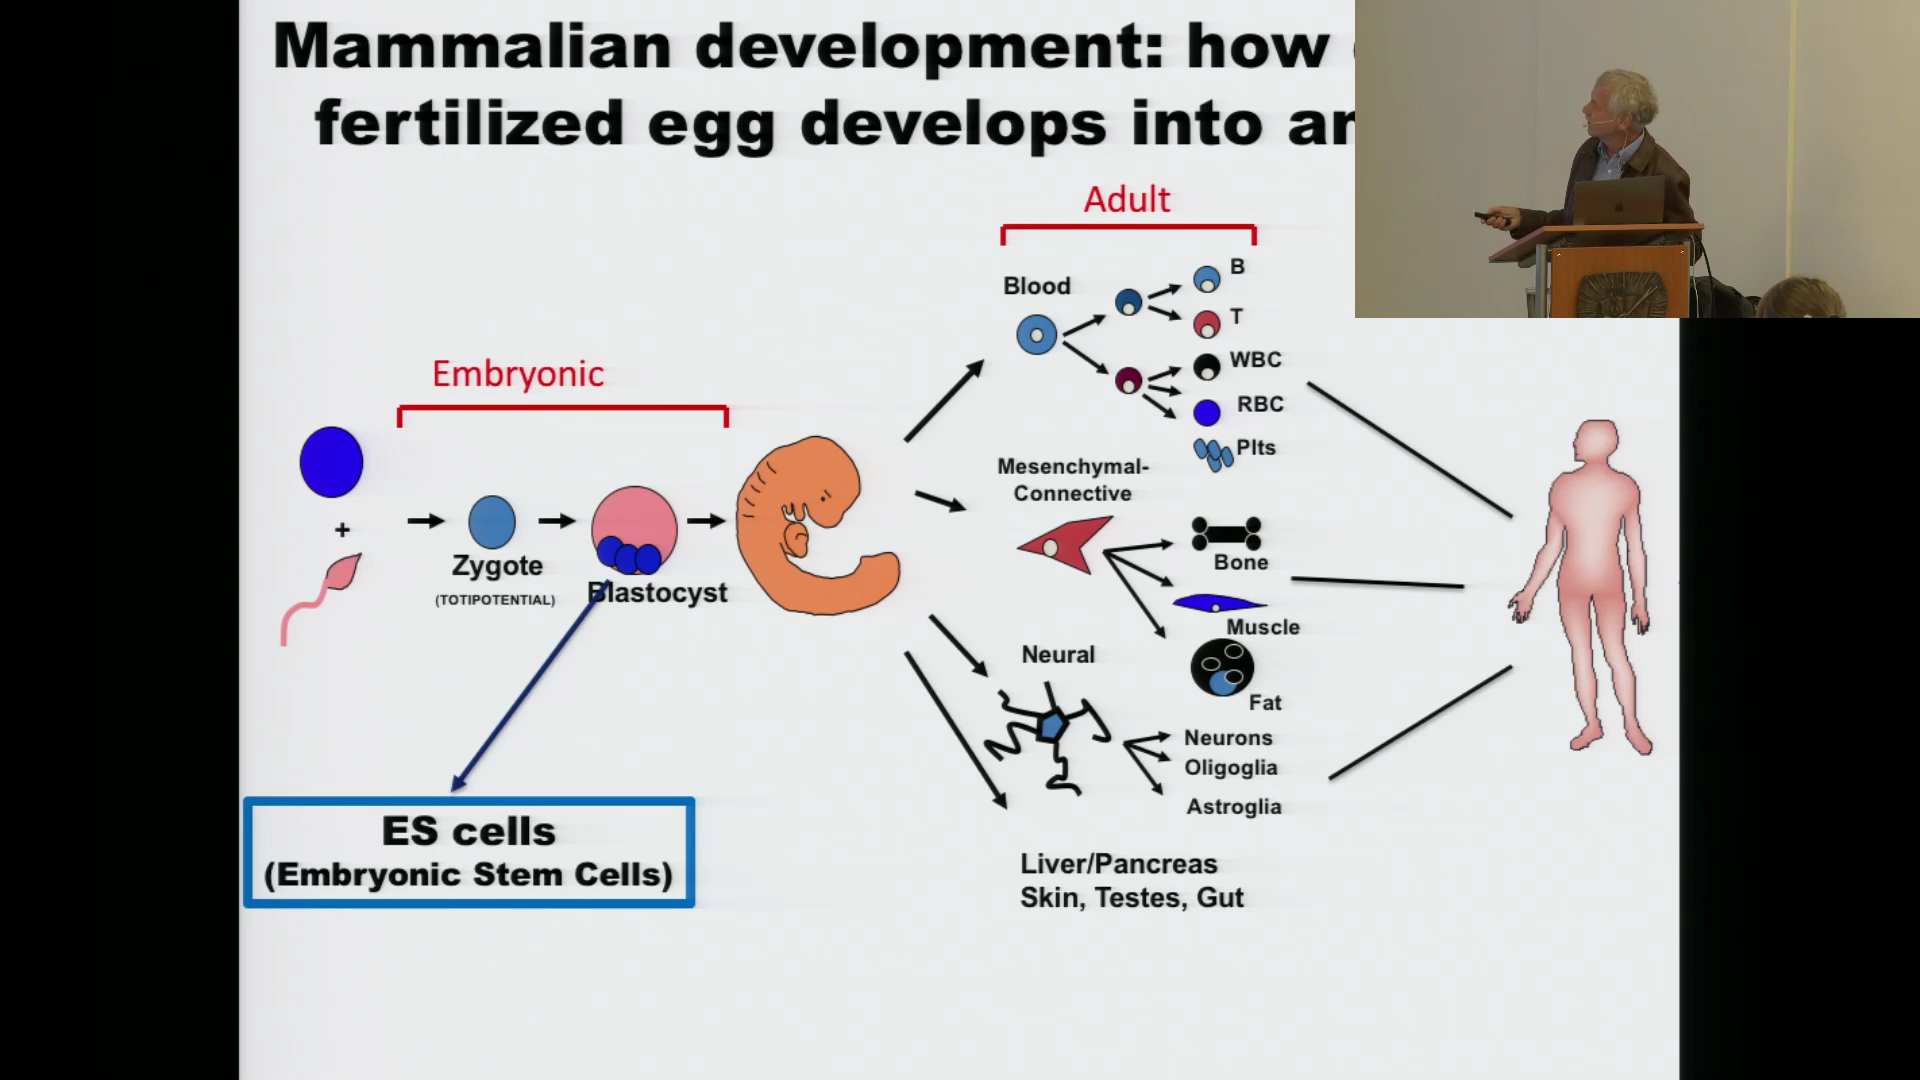 Mammalian development: how
fertilized egg develops into an
Adult
Blood
B
T
WBC
RBC
Plts
Embryonic
+
Zygote
(TOTIPOTENTIAL)
Blastocyst
Mesenchymal-
Connective
Bone
Muscle
Fat
Neural
Neurons
Oligoglia
Astroglia
Liver/Pancreas
Skin, Testes, Gut
ES cells
(Embryonic Stem Cells)